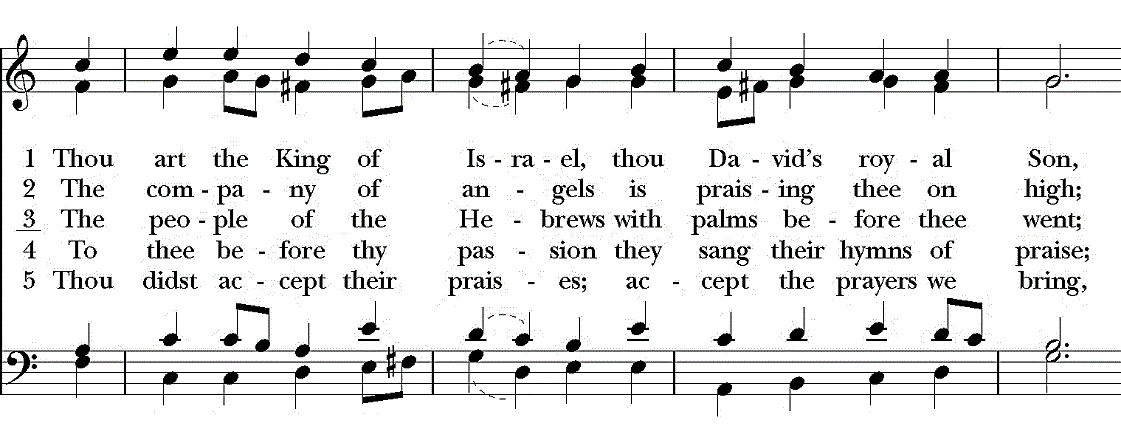 1 Thou art the King of Is - ra - el, thou Da - vid's roy - al Son,
2 The com - pa - ny of an - gels is prais - ing thee on high;
3 The peo - ple of the He - brews with palms be - fore thee went;
4 To thee be - fore thy pas - sion they sang their hymns of praise;
5 Thou didst ac - cept their prais - es; ac - cept the prayers we bring,